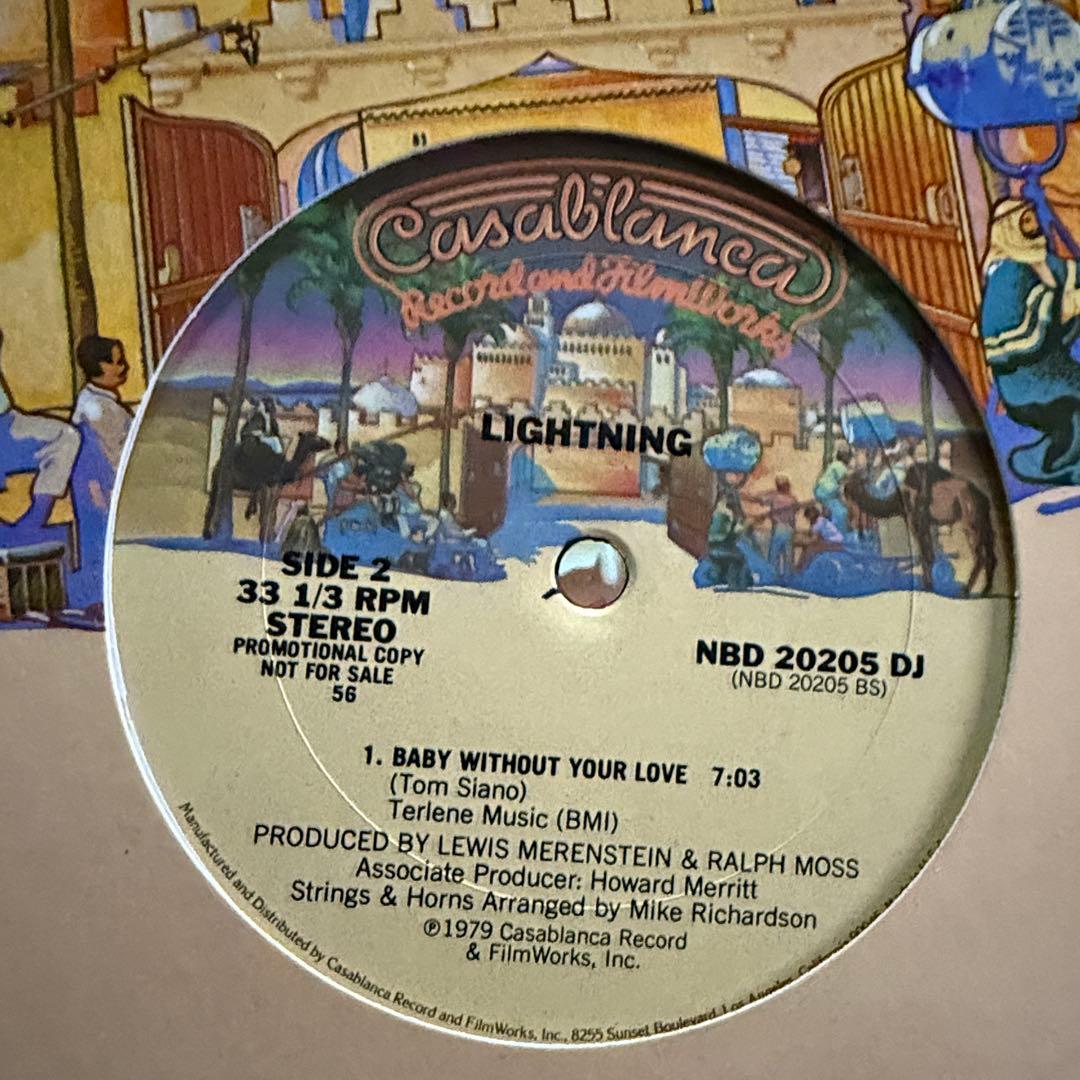 Casablanca
Record and FilmWorks
LIGHTNING
SIDE 2
33 1/3 RPM
STEREO
PROMOTIONAL COPY
NOT FOR SALE
56
NBD 20205 DJ
(NBD 20205 BS)
1. BABY WITHOUT YOUR LOVE 7:03
(Tom Siano)
Terlene Music (BMI)
PRODUCED BY LEWIS MERENSTEIN & RALPH MOSS
Associate Producer: Howard Merritt
Strings & Horns Arranged by Mike Richardson
℗1979 Casablanca Record
& FilmWorks, Inc.
Manufactured and Distributed by Casablanca Record and FilmWorks, Inc., 8255 Sunset Boulevard, Los Angeles, California